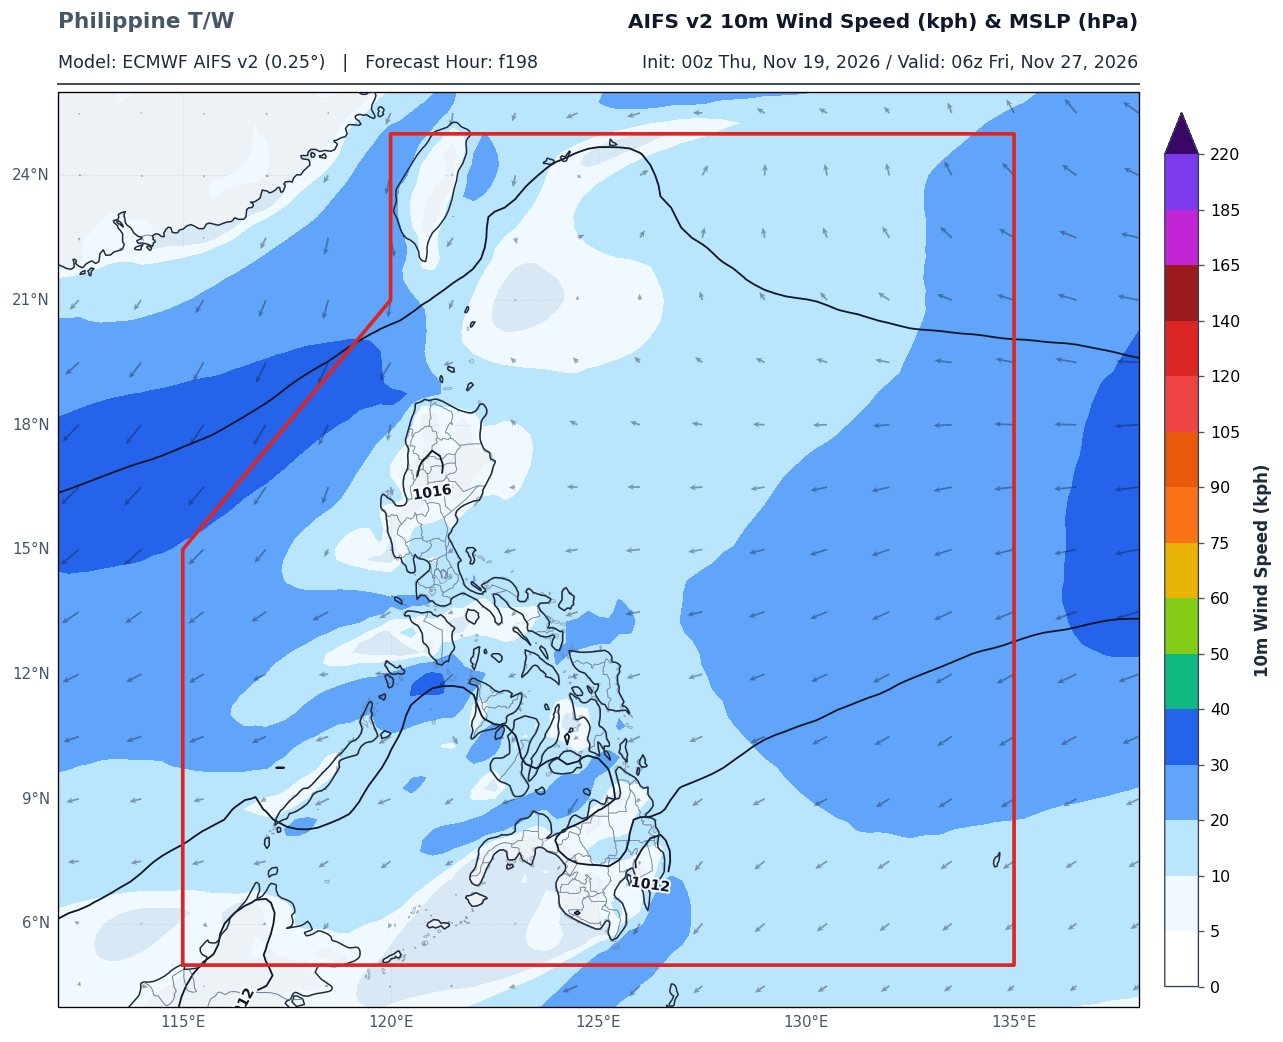 Philippine T/W
AIFS v2 10m Wind Speed (kph) & MSLP (hPa)
Model: ECMWF AIFS v2 (0.25°) | Forecast Hour: f198
Init: 00z Thu, Nov 19, 2026 / Valid: 06z Fri, Nov 27, 2026
24°N
21°N
18°N
15°N
12°N
9°N
6°N
1016
1012
12
115°E
120°E
125°E
130°E
135°E
220
185
165
140
120
105
90
75
60
50
40
30
20
10
5
0
10m Wind Speed (kph)